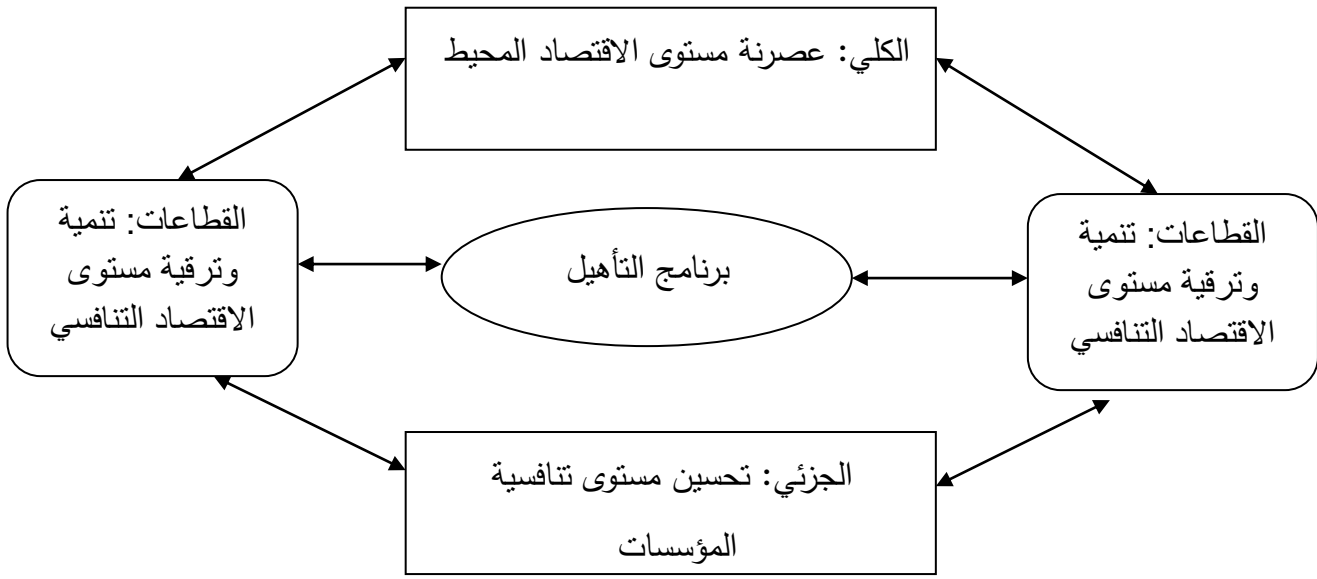 الكلي: عصرنة مستوى الاقتصاد المحيط
القطاعات: تنمية
وترقية مستوى
الاقتصاد التنافسي
برنامج التأهيل
القطاعات: تنمية
وترقية مستوى
الاقتصاد التنافسي
الجزئي: تحسين مستوى تنافسية
المؤسسات